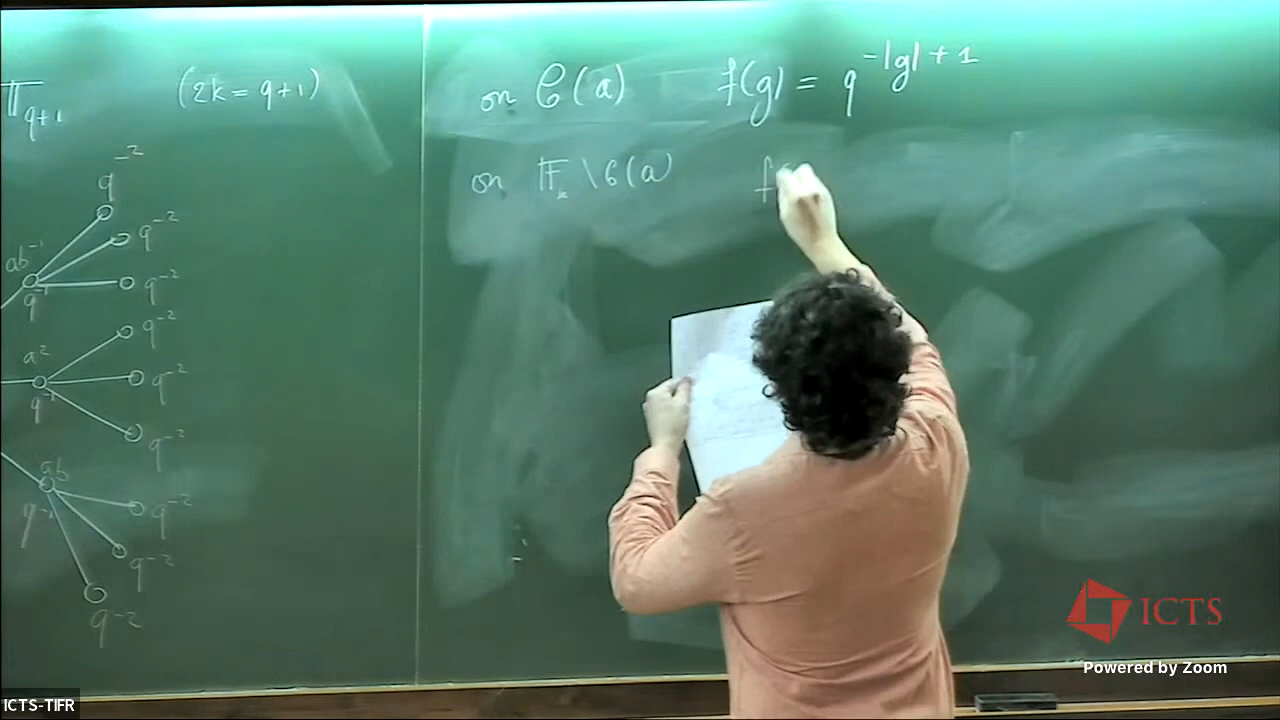 𝕋_{q+1} (2k = q+1)
q^{-2}
q^{-2}
ab^{-1}
q^{-1}
q^{-2}
q^{-2}
a^2
q^{-1}
q^{-2}
q^{-2}
ab
q^{-1}
q^{-2}
q^{-2}
q^{-2}
on C(a) f(g) = q^{-|g|+1}
on 𝔽_k \ C(a) f
ICTS
Powered by Zoom
ICTS-TIFR